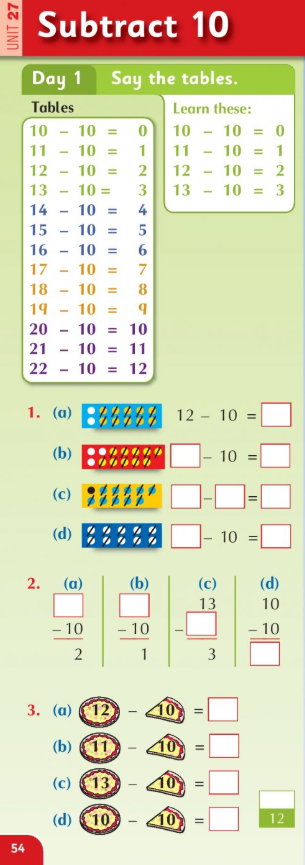 UNIT 27
Subtract 10
Day 1 Say the tables.
Tables
10 – 10 = 0
11 – 10 = 1
12 – 10 = 2
13 – 10 = 3
14 – 10 = 4
15 – 10 = 5
16 – 10 = 6
17 – 10 = 7
18 – 10 = 8
19 – 10 = 9
20 – 10 = 10
21 – 10 = 11
22 – 10 = 12
Learn these:
10 – 10 = 0
11 – 10 = 1
12 – 10 = 2
13 – 10 = 3
1. (a) 12 – 10 =
(b) – 10 =
(c) – =
(d) – 10 =
2. (a) (b) (c) (d)
13 10
– 10 – 10 – – 10
2 1 3
3. (a) 12 – 10 =
(b) 11 – 10 =
(c) 13 – 10 =
(d) 10 – 10 =
12
54